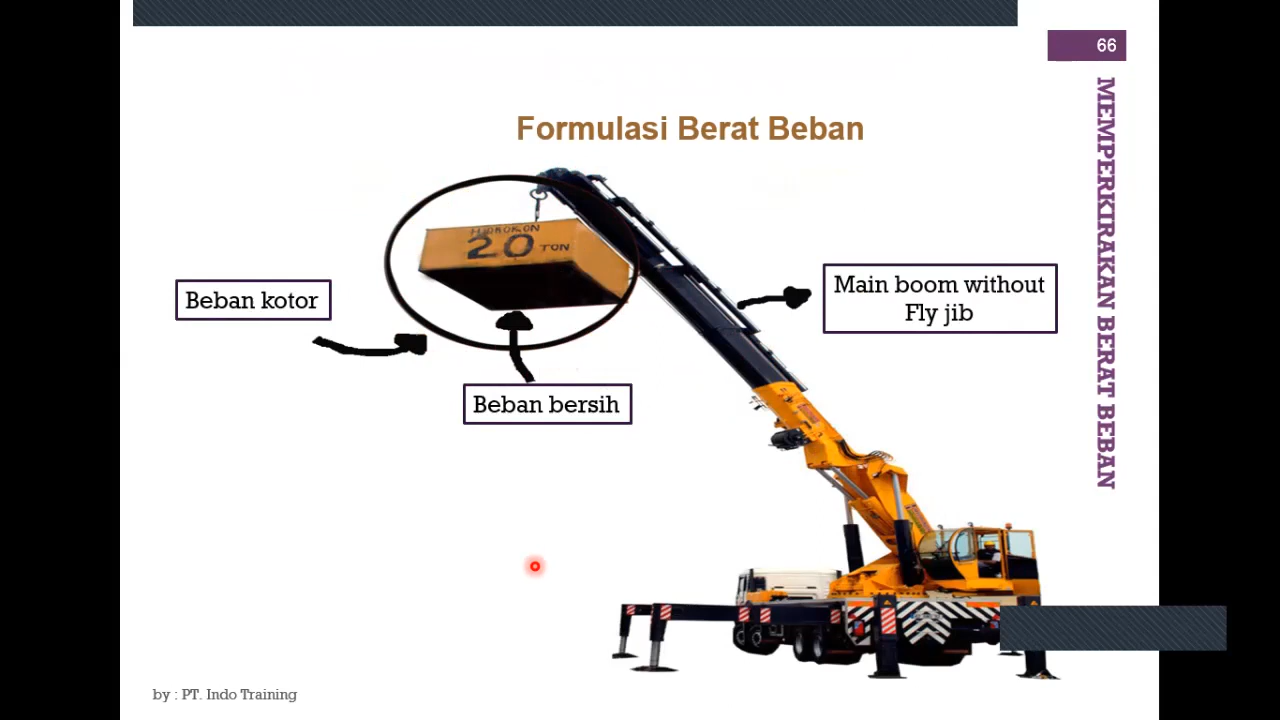 66
MEMPERKIRAKAN BERAT BEBAN
Formulasi Berat Beban
HIDROKON
20 TON
Beban kotor
Main boom without
Fly jib
Beban bersih
by : PT. Indo Training